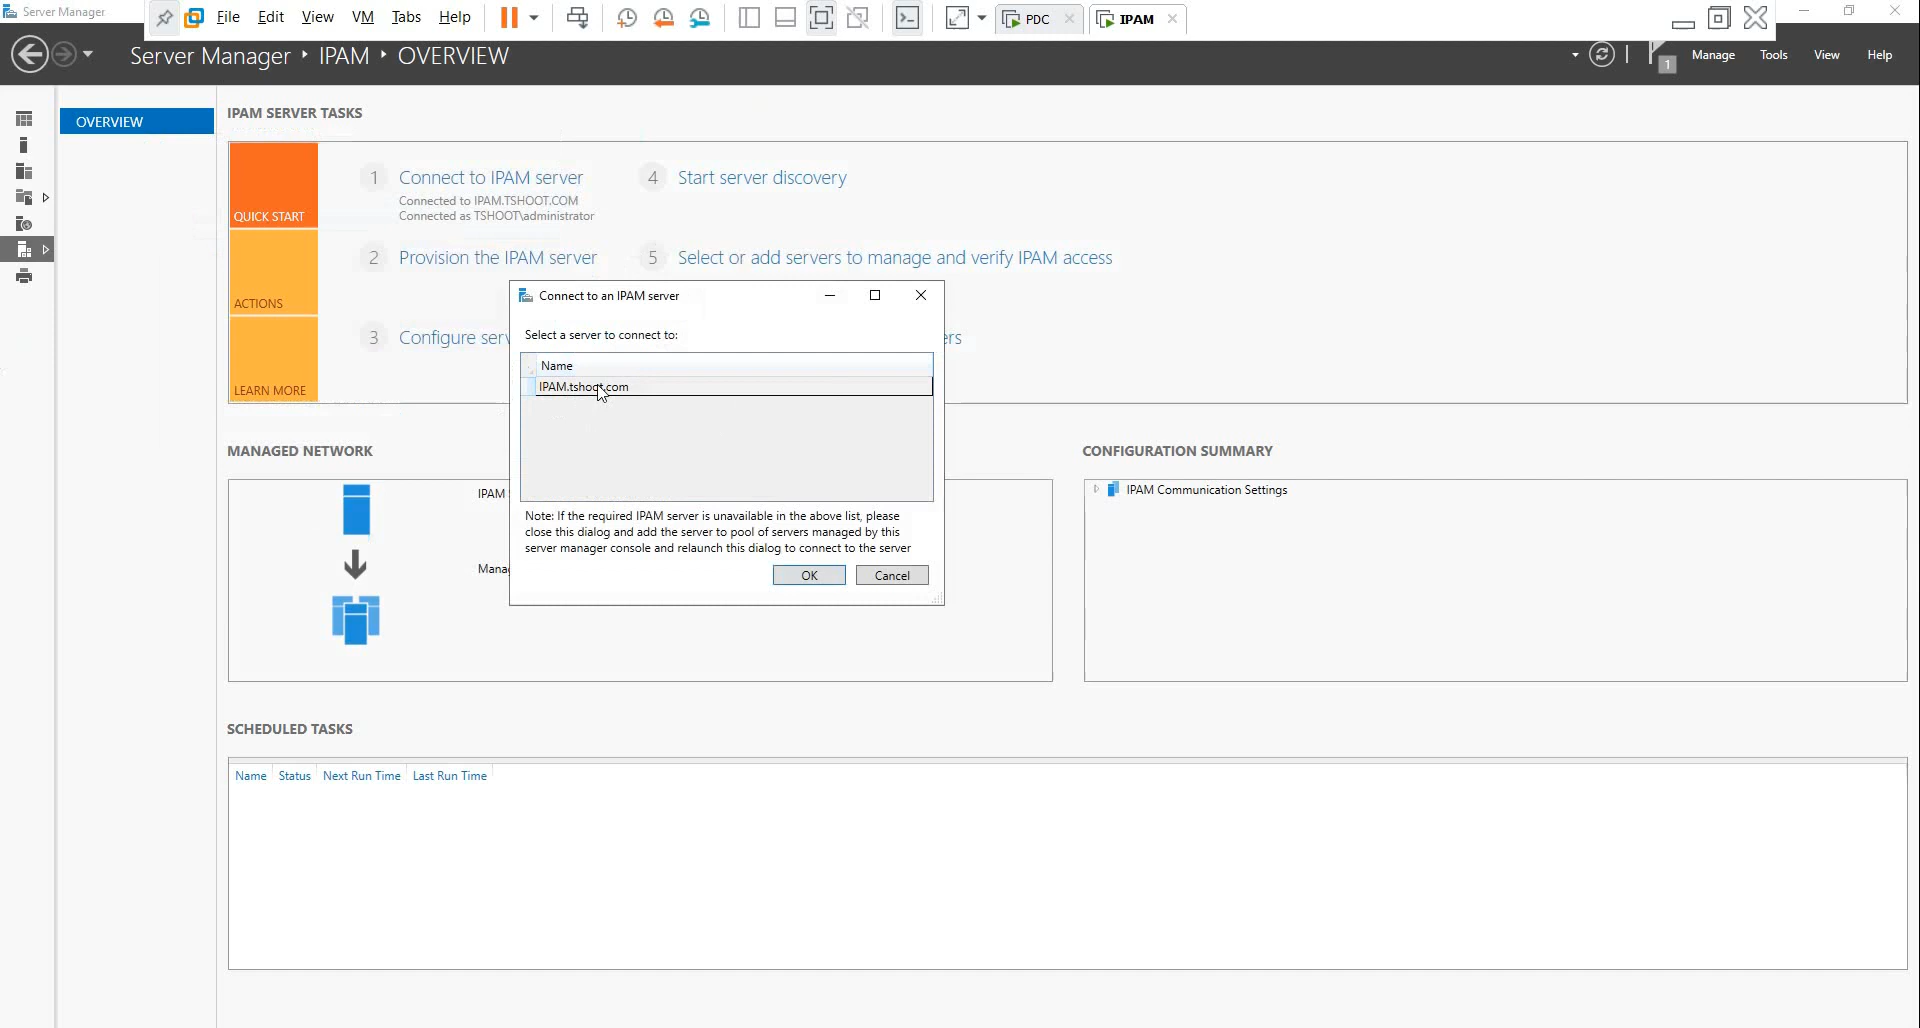 Server Manager
File Edit View VM Tabs Help
PDC
IPAM
Server Manager IPAM OVERVIEW
1
Manage Tools View Help
OVERVIEW
IPAM SERVER TASKS
QUICK START
ACTIONS
LEARN MORE
1 Connect to IPAM server
Connected to IPAM.TSHOOT.COM
Connected as TSHOOT\administrator
4 Start server discovery
2 Provision the IPAM server
5 Select or add servers to manage and verify IPAM access
3 Configure serv
ers
Connect to an IPAM server
Select a server to connect to:
Name
IPAM.tshoot.com
Note: If the required IPAM server is unavailable in the above list, please
close this dialog and add the server to pool of servers managed by this
server manager console and relaunch this dialog to connect to the server
OK Cancel
MANAGED NETWORK
IPAM
Manag
CONFIGURATION SUMMARY
IPAM Communication Settings
SCHEDULED TASKS
Name Status Next Run Time Last Run Time